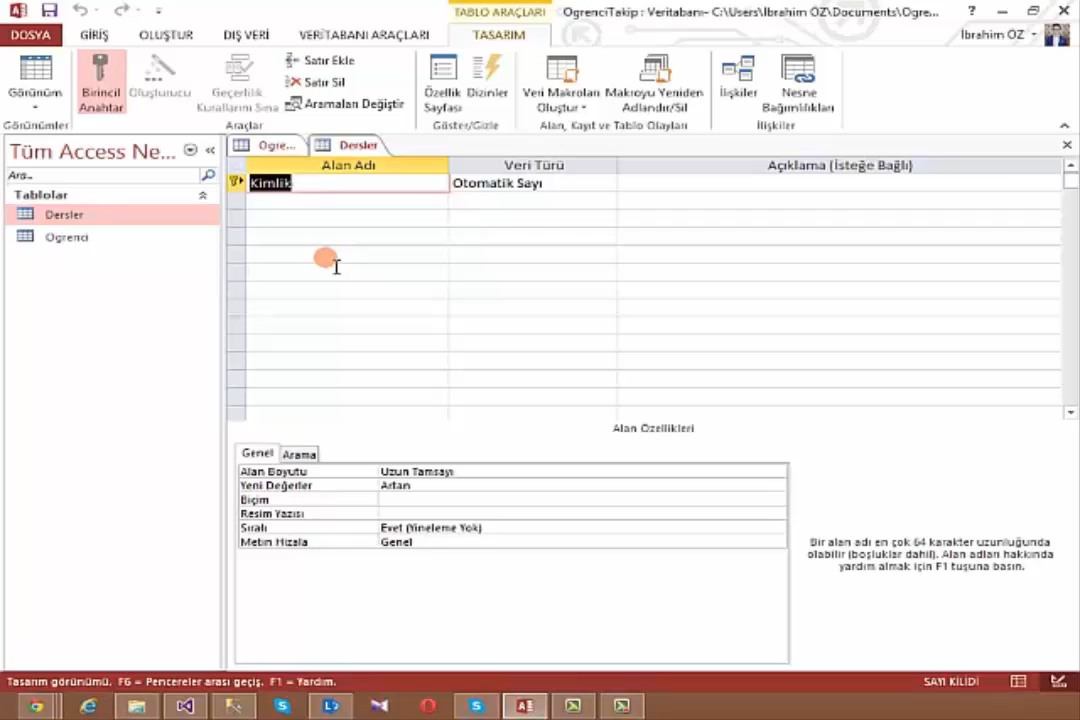 TABLO ARAÇLARI
OgrenciTakip : Veritabanı- C:\Users\İbrahim OZ\Documents\Ogre...
?
DOSYA GİRİŞ OLUŞTUR DIŞ VERİ VERİTABANI ARAÇLARI TASARIM İbrahim OZ
Görünüm
Görünümler
Birincil
Anahtar
Oluşturucu
Geçerlilik
Kurallarını Sına
Satır Ekle
Satır Sil
Aramaları Değiştir
Araçlar
Özellik
Sayfası
Dizinler
Göster/Gizle
Veri Makroları
Oluştur
Makroyu Yeniden
Adlandır/Sil
Alan, Kayıt ve Tablo Olayları
İlişkiler
Nesne
Bağımlılıkları
İlişkiler
Tüm Access Ne...
Ara...
Tablolar
Dersler
Ogrenci
Ogre...
Dersler
Alan Adı Veri Türü Açıklama (İsteğe Bağlı)
Kimlik Otomatik Sayı
Alan Özellikleri
Genel Arama
Alan Boyutu Uzun Tamsayı
Yeni Değerler Artan
Biçim
Resim Yazısı
Sıralı Evet (Yineleme Yok)
Metin Hizala Genel
Bir alan adı en çok 64 karakter uzunluğunda
olabilir (boşluklar dahil). Alan adları hakkında
yardım almak için F1 tuşuna basın.
Tasarım görünümü. F6 = Pencereler arası geçiş. F1 = Yardım.
SAYI KİLİDİ